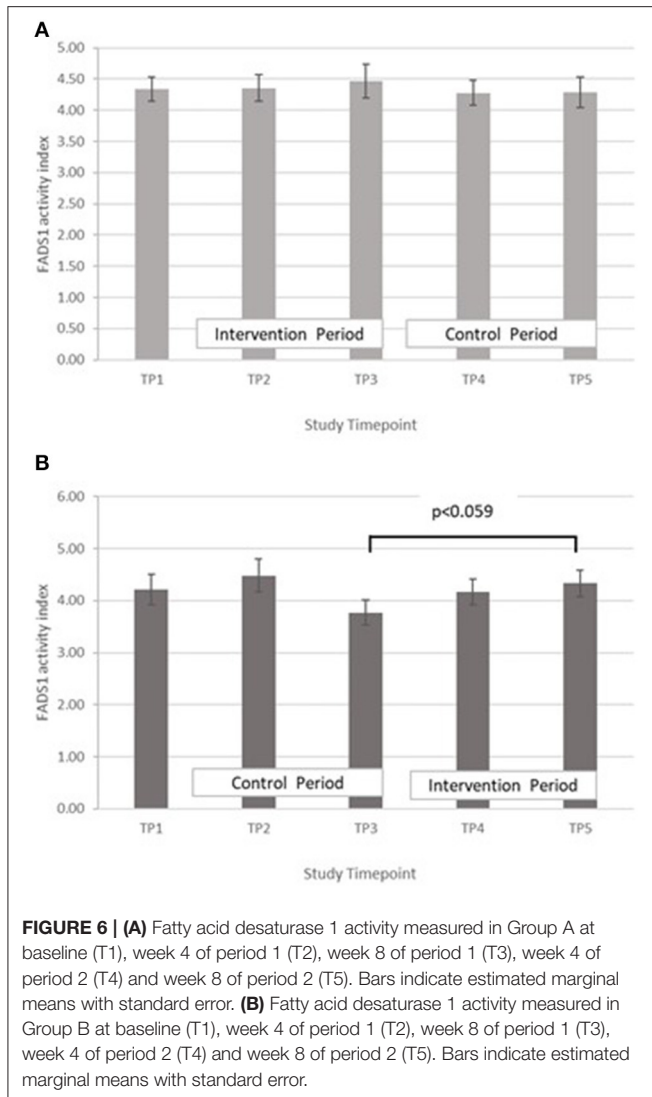 A
5.00
4.50
4.00
3.50
3.00
2.50
2.00
1.50
1.00
0.50
0.00
FADS1 activity index
Intervention Period
Control Period
TP1 TP2 TP3 TP4 TP5
Study Timepoint
B
6.00
5.00
4.00
3.00
2.00
1.00
0.00
FADS1 activity index
p<0.059
Control Period
Intervention Period
TP1 TP2 TP3 TP4 TP5
Study Timepoint
FIGURE 6 | (A) Fatty acid desaturase 1 activity measured in Group A at
baseline (T1), week 4 of period 1 (T2), week 8 of period 1 (T3), week 4 of
period 2 (T4) and week 8 of period 2 (T5). Bars indicate estimated marginal
means with standard error. (B) Fatty acid desaturase 1 activity measured in
Group B at baseline (T1), week 4 of period 1 (T2), week 8 of period 1 (T3),
week 4 of period 2 (T4) and week 8 of period 2 (T5). Bars indicate estimated
marginal means with standard error.